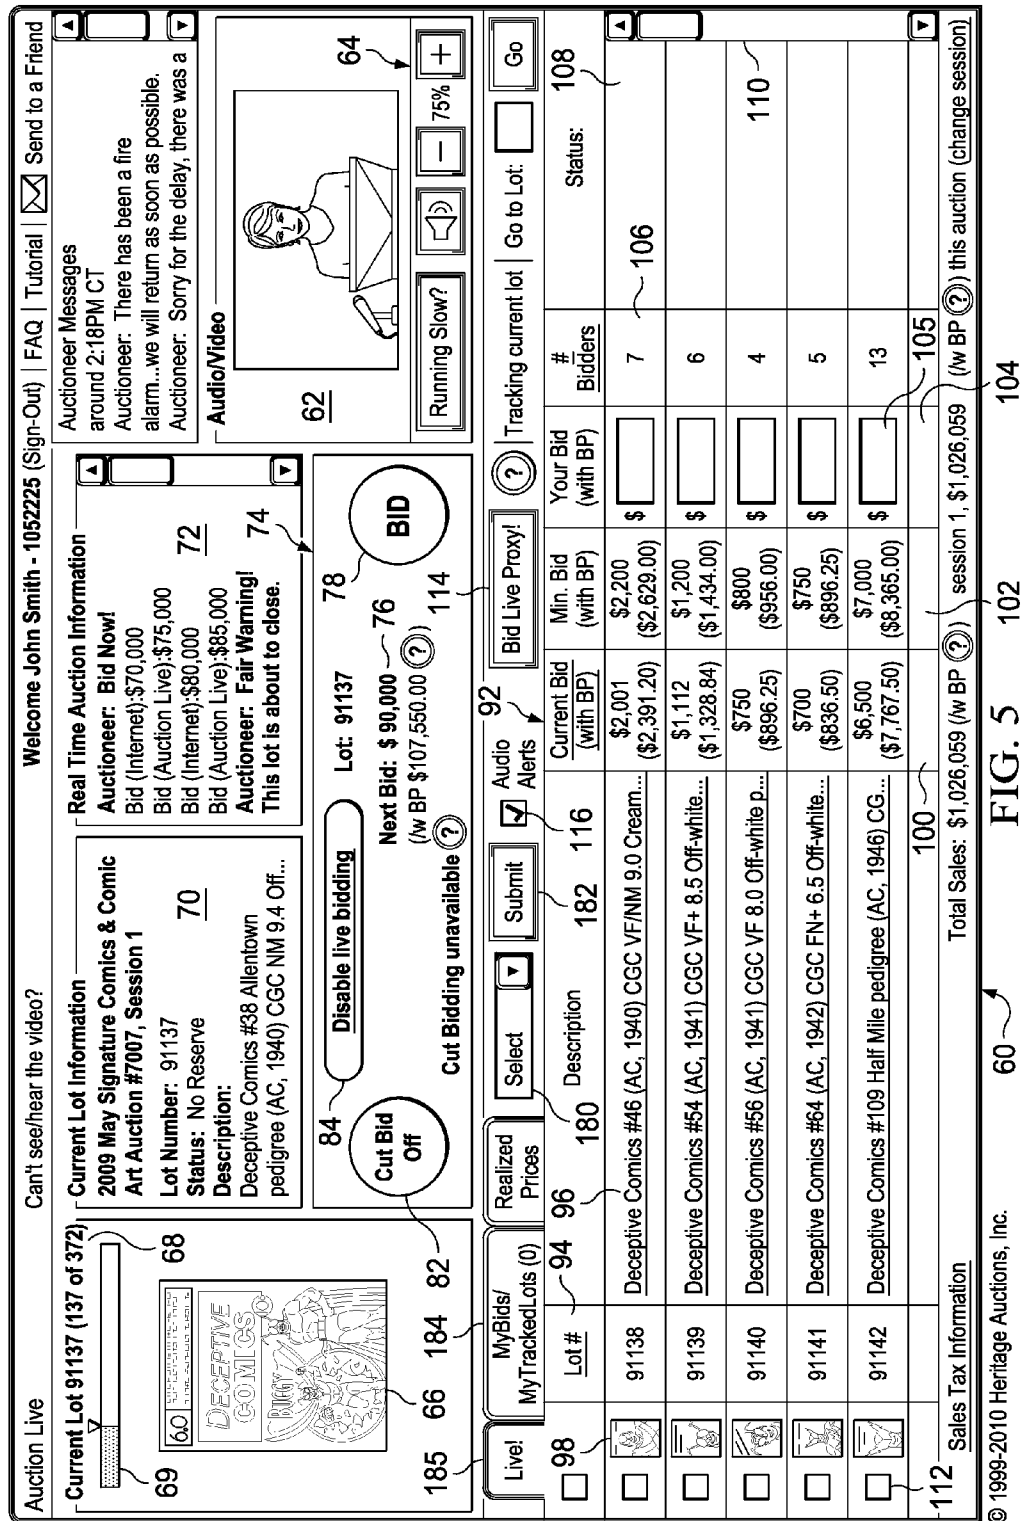 Auction Live
Can't see/hear the video?
Welcome John Smith - 1052225 (Sign-Out) | FAQ | Tutorial | Send to a Friend
Current Lot 91137 (137 of 372)
68
69
6.0
DECEPTIVE
COMICS
BUGGY
66
Current Lot Information
2009 May Signature Comics & Comic
Art Auction #7007, Session 1
Lot Number: 91137
Status: No Reserve
Description:
Deceptive Comics #38 Allentown
pedigree (AC, 1940) CGC NM 9.4 Off...
70
Real Time Auction Information
Auctioneer: Bid Now!
Bid (Internet):$70,000
Bid (Auction Live):$75,000
Bid (Internet):$80,000
Bid (Auction Live):$85,000
Auctioneer: Fair Warning!
This lot is about to close.
72
74
Auctioneer Messages
around 2:18PM CT
Auctioneer: There has been a fire
alarm...we will return as soon as possible.
Auctioneer: Sorry for the delay, there was a
Audio/Video
62
64
Running Slow?
− 75% +
84
Disable live bidding
Lot: 91137
Next Bid: $ 90,000
76
(/w BP $107,550.00 (?))
Cut Bid
Off
82
Cut Bidding unavailable (?)
78
BID
185
184
Live!
MyBids/
MyTrackedLots (0)
Realized
Prices
Select
180
Submit
182
116
Audio
Alerts
92
Bid Live Proxy!
114
(?)
|Tracking current lot | Go to Lot:
Go
98
Lot #
94
96
Description
Current Bid
(with BP)
Min. Bid
(with BP)
Your Bid
(with BP)
#
Bidders
106
Status:
108
91138 Deceptive Comics #46 (AC, 1940) CGC VF/NM 9.0 Cream... $2,001 $2,200 $ 7
($2,391.20) ($2,629.00)
91139 Deceptive Comics #54 (AC, 1941) CGC VF+ 8.5 Off-white... $1,112 $1,200 $ 6
($1,328.84) ($1,434.00)
91140 Deceptive Comics #56 (AC, 1941) CGC VF 8.0 Off-white p... $750 $800 $ 4
($896.25) ($956.00)
110
91141 Deceptive Comics #64 (AC, 1942) CGC FN+ 6.5 Off-white... $700 $750 $ 5
($836.50) ($896.25)
91142 Deceptive Comics #109 Half Mile pedigree (AC, 1946) CG... $6,500 $7,000 $ 13
($7,767.50) ($8,365.00)
112
100
102
104
105
Sales Tax Information
Total Sales: $1,026,059 (/w BP (?)) session 1, $1,026,059 (/w BP (?)) this auction (change session)
© 1999-2010 Heritage Auctions, Inc.
60
FIG. 5